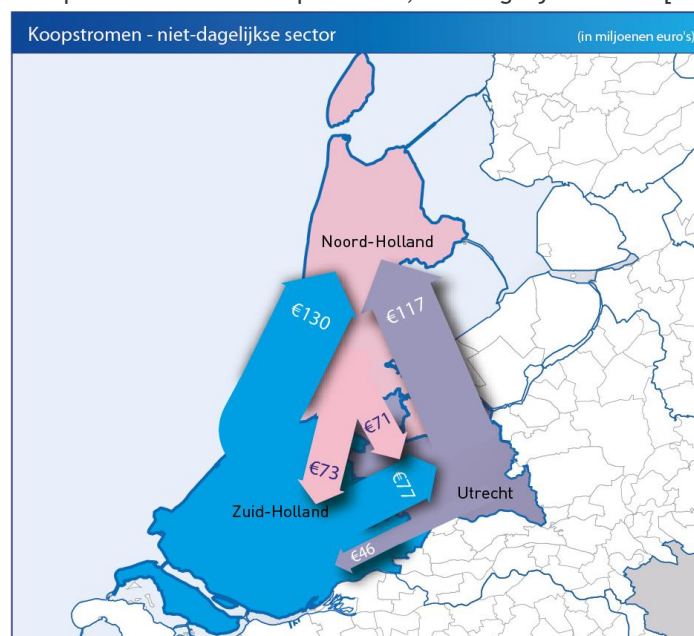 Koopstromen - niet-dagelijkse sector (in miljoenen euro's)
Noord-Holland
€130
€117
€71
€73
€77
Utrecht
Zuid-Holland
€46